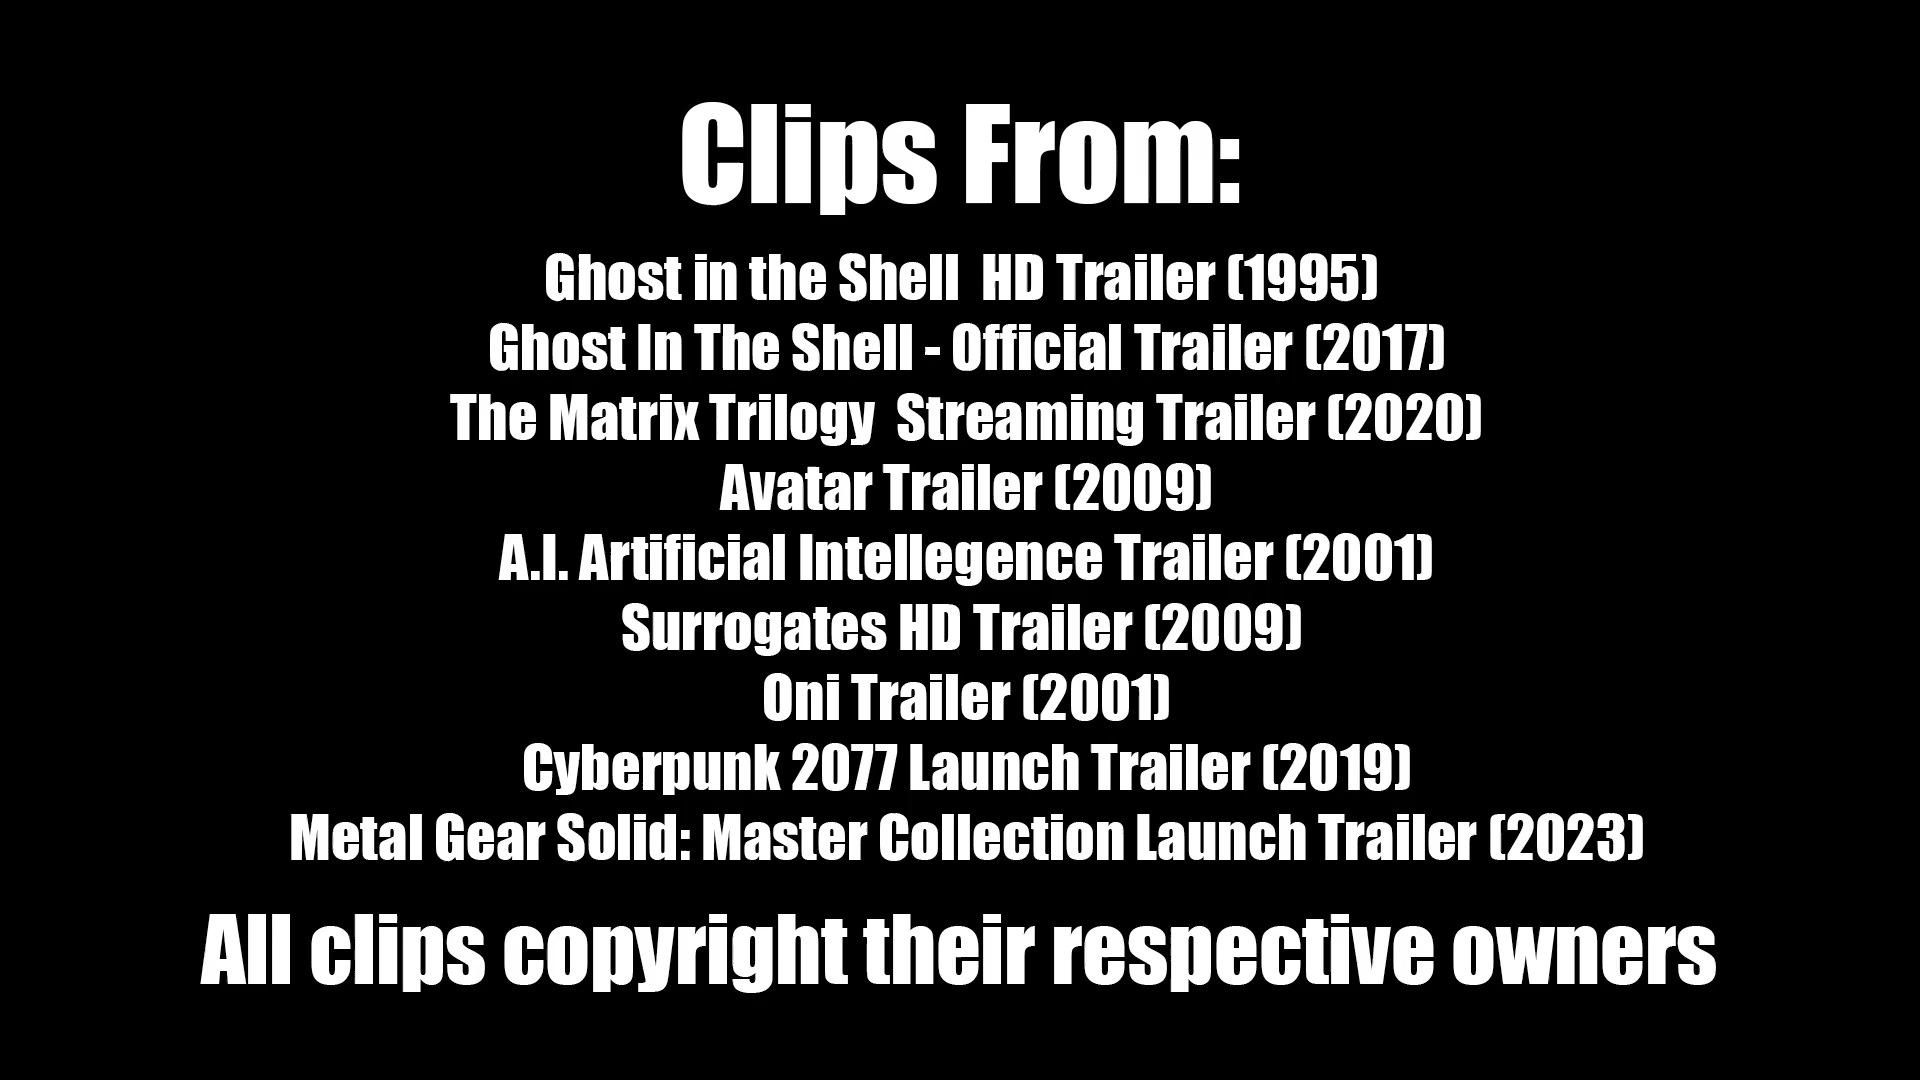 Clips From:
Ghost in the Shell  HD Trailer (1995)
Ghost In The Shell - Official Trailer (2017)
The Matrix Trilogy  Streaming Trailer (2020)
Avatar Trailer (2009)
A.I. Artificial Intellegence Trailer (2001)
Surrogates HD Trailer (2009)
Oni Trailer (2001)
Cyberpunk 2077 Launch Trailer (2019)
Metal Gear Solid: Master Collection Launch Trailer (2023)
All clips copyright their respective owners